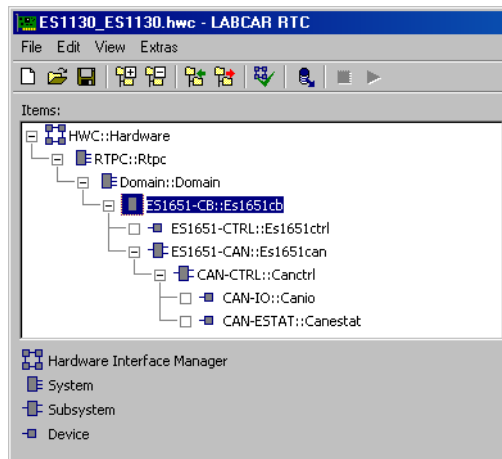 ES1130_ES1130.hwc - LABCAR RTC
File Edit View Extras
Items:
HWC::Hardware
RTPC::Rtpc
Domain::Domain
ES1651-CB::Es1651cb
ES1651-CTRL::Es1651ctrl
ES1651-CAN::Es1651can
CAN-CTRL::Canctrl
CAN-IO::Canio
CAN-ESTAT::Canestat
Hardware Interface Manager
System
Subsystem
Device